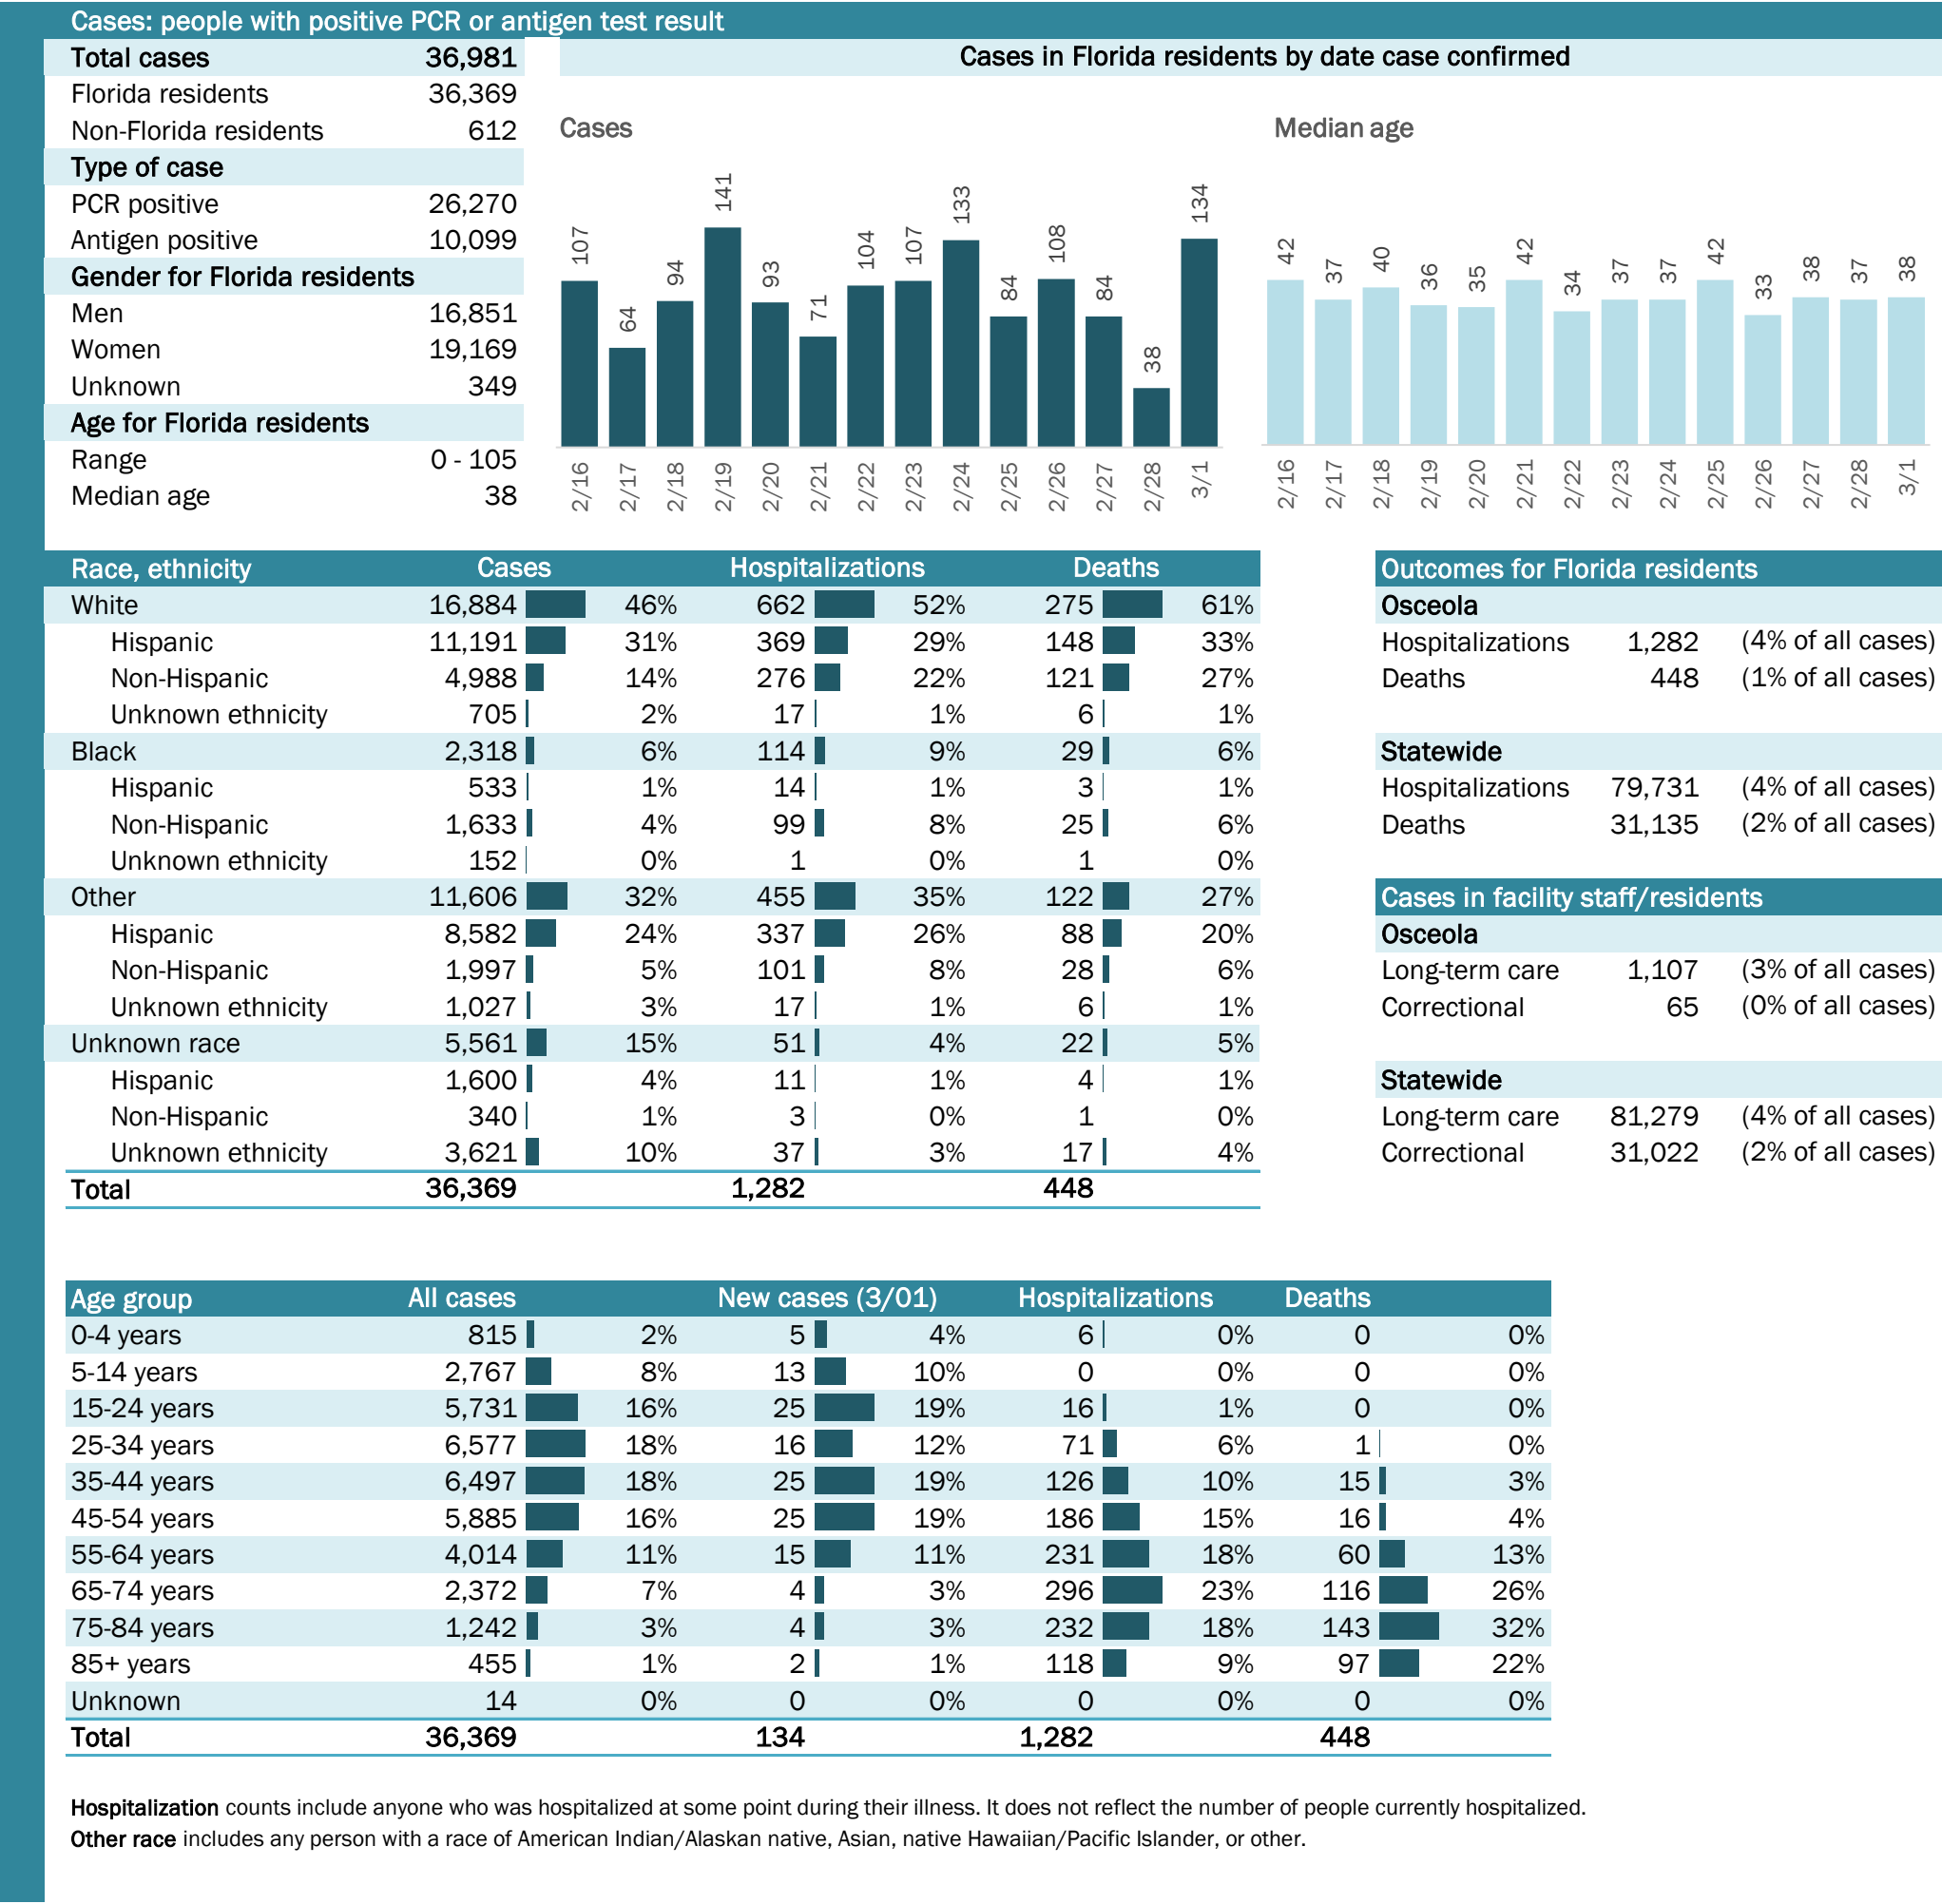 Cases: people with positive PCR or antigen test result
Total cases 36,981
Florida residents 36,369
Non-Florida residents 612
Type of case
PCR positive 26,270
Antigen positive 10,099
Gender for Florida residents
Men 16,851
Women 19,169
Unknown 349
Age for Florida residents
Range 0 - 105
Median age 38
Cases in Florida residents by date case confirmed
Cases
107 64 94 141 93 71 104 107 133 84 108 84 38 134
2/16 2/17 2/18 2/19 2/20 2/21 2/22 2/23 2/24 2/25 2/26 2/27 2/28 3/1
Median age
42 37 40 36 35 42 34 37 37 42 33 38 37 38
2/16 2/17 2/18 2/19 2/20 2/21 2/22 2/23 2/24 2/25 2/26 2/27 2/28 3/1
Race, ethnicity Cases Hospitalizations Deaths
White 16,884 46% 662 52% 275 61%
Hispanic 11,191 31% 369 29% 148 33%
Non-Hispanic 4,988 14% 276 22% 121 27%
Unknown ethnicity 705 2% 17 1% 6 1%
Black 2,318 6% 114 9% 29 6%
Hispanic 533 1% 14 1% 3 1%
Non-Hispanic 1,633 4% 99 8% 25 6%
Unknown ethnicity 152 0% 1 0% 1 0%
Other 11,606 32% 455 35% 122 27%
Hispanic 8,582 24% 337 26% 88 20%
Non-Hispanic 1,997 5% 101 8% 28 6%
Unknown ethnicity 1,027 3% 17 1% 6 1%
Unknown race 5,561 15% 51 4% 22 5%
Hispanic 1,600 4% 11 1% 4 1%
Non-Hispanic 340 1% 3 0% 1 0%
Unknown ethnicity 3,621 10% 37 3% 17 4%
Total 36,369 1,282 448
Outcomes for Florida residents
Osceola
Hospitalizations 1,282 (4% of all cases)
Deaths 448 (1% of all cases)
Statewide
Hospitalizations 79,731 (4% of all cases)
Deaths 31,135 (2% of all cases)
Cases in facility staff/residents
Osceola
Long-term care 1,107 (3% of all cases)
Correctional 65 (0% of all cases)
Statewide
Long-term care 81,279 (4% of all cases)
Correctional 31,022 (2% of all cases)
Age group All cases New cases (3/01) Hospitalizations Deaths
0-4 years 815 2% 5 4% 6 0% 0 0%
5-14 years 2,767 8% 13 10% 0 0% 0 0%
15-24 years 5,731 16% 25 19% 16 1% 0 0%
25-34 years 6,577 18% 16 12% 71 6% 1 0%
35-44 years 6,497 18% 25 19% 126 10% 15 3%
45-54 years 5,885 16% 25 19% 186 15% 16 4%
55-64 years 4,014 11% 15 11% 231 18% 60 13%
65-74 years 2,372 7% 4 3% 296 23% 116 26%
75-84 years 1,242 3% 4 3% 232 18% 143 32%
85+ years 455 1% 2 1% 118 9% 97 22%
Unknown 14 0% 0 0% 0 0% 0 0%
Total 36,369 134 1,282 448
Hospitalization counts include anyone who was hospitalized at some point during their illness. It does not reflect the number of people currently hospitalized.
Other race includes any person with a race of American Indian/Alaskan native, Asian, native Hawaiian/Pacific Islander, or other.